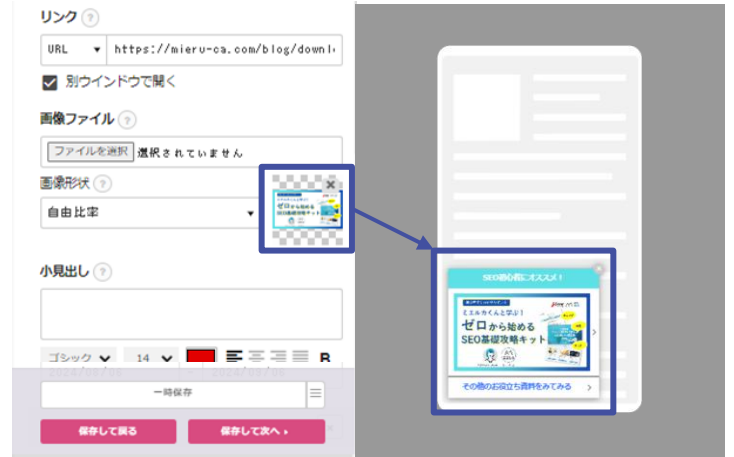 リンク ?
URL
https://mieru-ca.com/blog/downl
別ウインドウで開く
画像ファイル ?
ファイルを選択 選択されていません
画像形状 ?
自由比率
ゼロから始める
SEO基礎攻略キット
小見出し ?
ゴシック 14 B
一時保存
保存して戻る
保存して次へ ›
SEO初心者にオススメ!
ミエルカくんと学ぶ!
ゼロから始める
SEO基礎攻略キット
その他のお役立ち資料をみてみる